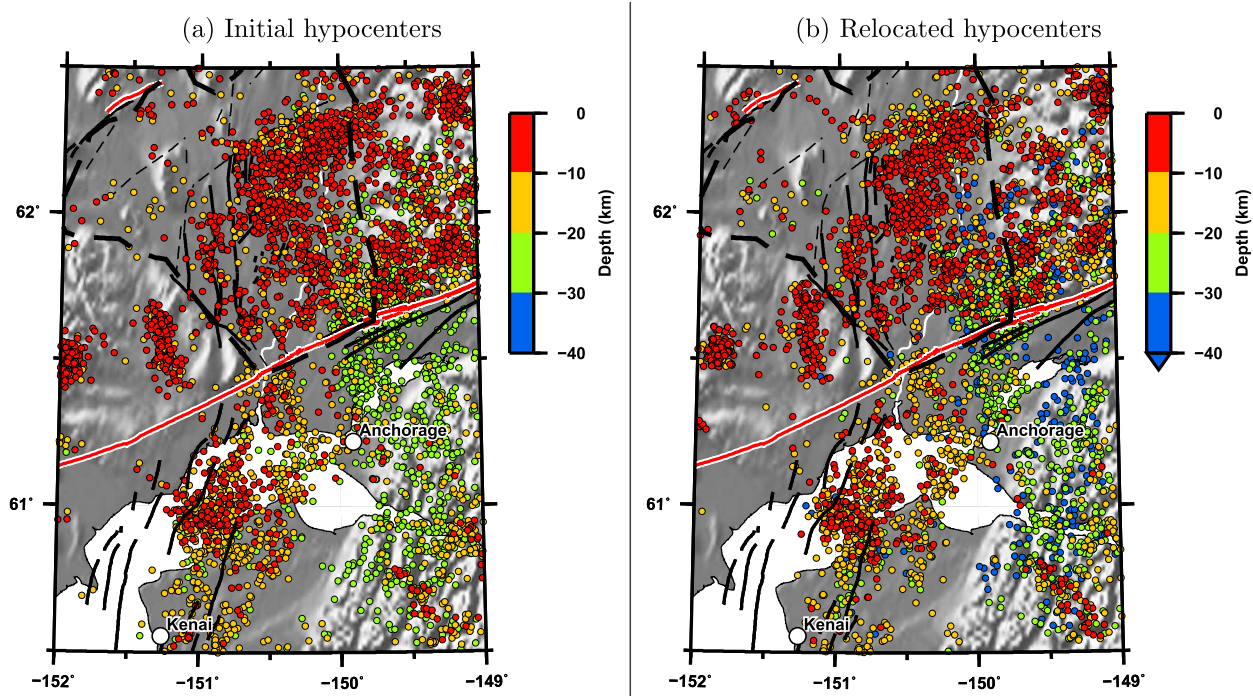 (a) Initial hypocenters
62˚
61˚
−152˚
−151˚
−150˚
−149˚
Anchorage
Kenai
0
−10
−20
−30
−40
Depth (km)
(b) Relocated hypocenters
62˚
61˚
−152˚
−151˚
−150˚
−149˚
Anchorage
Kenai
0
−10
−20
−30
−40
Depth (km)